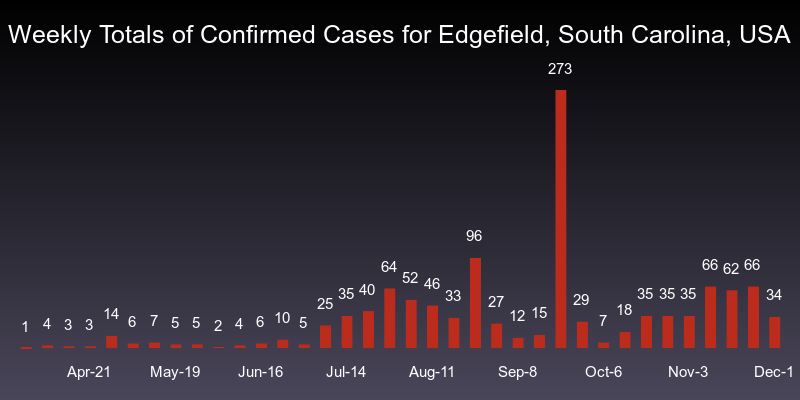 Weekly Totals of Confirmed Cases for Edgefield, South Carolina, USA
273
96
64
66 62 66
52 46
35 40
33
35 35 35
34
25
27
29
14
10
12 15
18
1 4 3 3
6 7 5 5 2 4 6
5
7
Apr-21 May-19 Jun-16 Jul-14 Aug-11 Sep-8 Oct-6 Nov-3 Dec-1